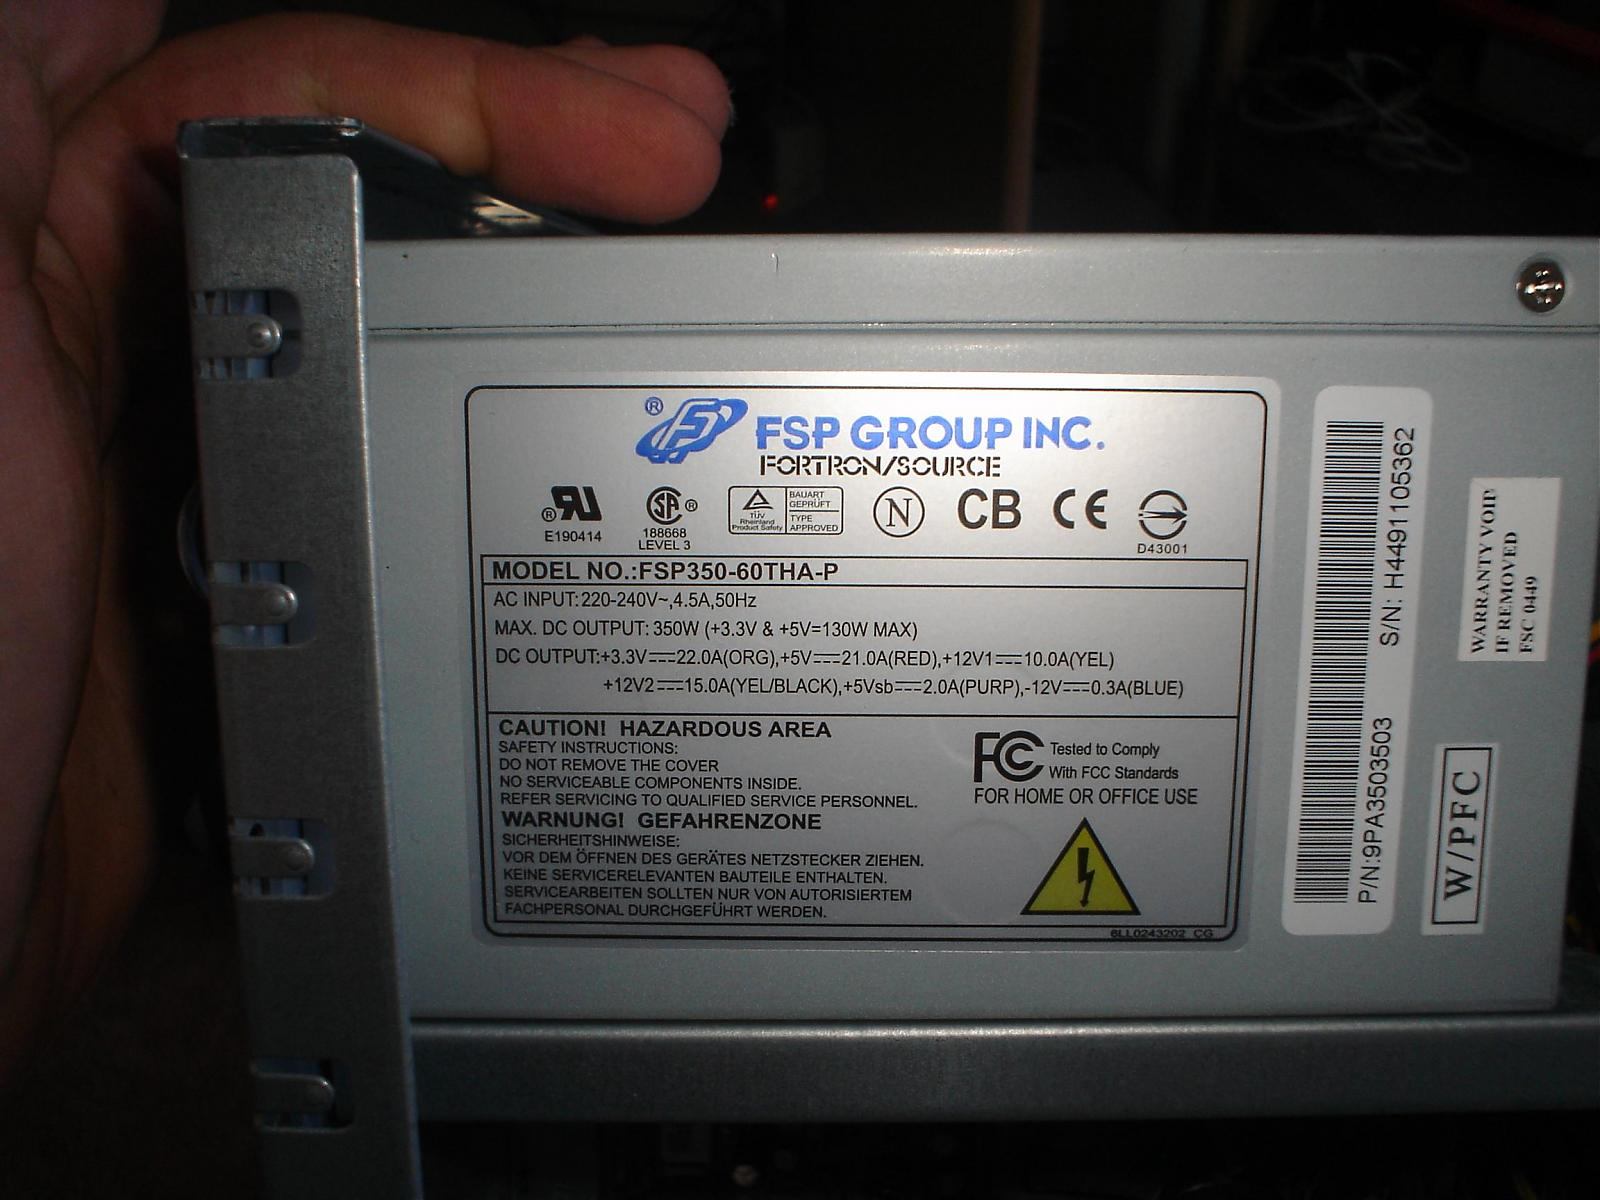 ® FSP GROUP INC.
FORTRON/SOURCE
® E190414
® 188668
LEVEL 3
TÜV
Rheinland
Product Safety
BAUART
GEPRÜFT
TYPE
APPROVED
N
CB
CE
D43001
MODEL NO.:FSP350-60THA-P
AC INPUT: 220-240V~,4.5A,50Hz
MAX. DC OUTPUT: 350W (+3.3V & +5V=130W MAX)
DC OUTPUT:+3.3V⎓22.0A(ORG),+5V⎓21.0A(RED),+12V1⎓10.0A(YEL)
+12V2⎓15.0A(YEL/BLACK),+5Vsb⎓2.0A(PURP),-12V⎓0.3A(BLUE)
CAUTION! HAZARDOUS AREA
SAFETY INSTRUCTIONS:
DO NOT REMOVE THE COVER
NO SERVICEABLE COMPONENTS INSIDE.
REFER SERVICING TO QUALIFIED SERVICE PERSONNEL.
WARNUNG! GEFAHRENZONE
SICHERHEITSHINWEISE:
VOR DEM ÖFFNEN DES GERÄTES NETZSTECKER ZIEHEN.
KEINE SERVICERELEVANTEN BAUTEILE ENTHALTEN.
SERVICEARBEITEN SOLLTEN NUR VON AUTORISIERTEM
FACHPERSONAL DURCHGEFÜHRT WERDEN.
FC Tested to Comply
With FCC Standards
FOR HOME OR OFFICE USE
6LL0243202 CG
P/N:9PA3503503 S/N: H4491105362
WARRANTY VOID
IF REMOVED
FSC 0449
W/PFC